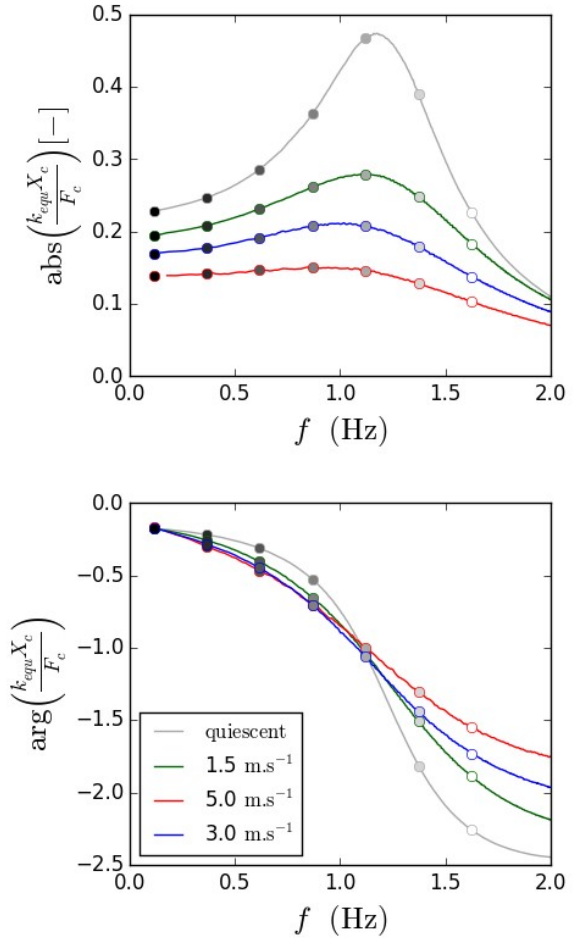 0.5
0.4
0.3
0.2
0.1
0.0
abs(k_equ X_c / F_c) [−]
0.0 0.5 1.0 1.5 2.0
f (Hz)
0.0
−0.5
−1.0
−1.5
−2.0
−2.5
arg(k_equ X_c / F_c)
quiescent
1.5 m.s⁻¹
5.0 m.s⁻¹
3.0 m.s⁻¹
0.0 0.5 1.0 1.5 2.0
f (Hz)